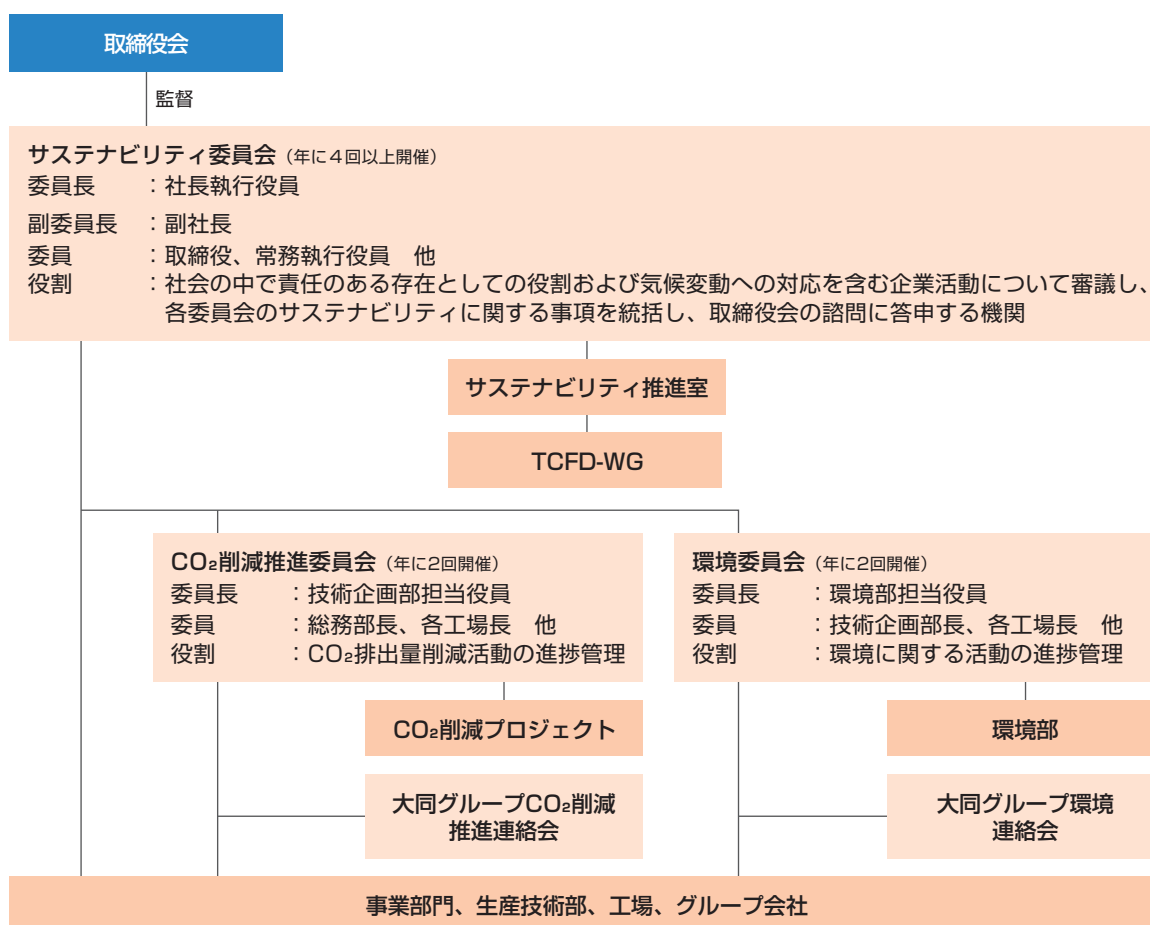 取締役会
監督
サステナビリティ委員会（年に４回以上開催）
委員長　：社長執行役員
副委員長　：副社長
委員　：取締役、常務執行役員　他
役割　：社会の中で責任のある存在としての役割および気候変動への対応を含む企業活動について審議し、
各委員会のサステナビリティに関する事項を統括し、取締役会の諮問に答申する機関
サステナビリティ推進室
TCFD-WG
CO₂削減推進委員会（年に2回開催）
委員長　：技術企画部担当役員
委員　：総務部長、各工場長　他
役割　：CO₂排出量削減活動の進捗管理
環境委員会（年に2回開催）
委員長　：環境部担当役員
委員　：技術企画部長、各工場長　他
役割　：環境に関する活動の進捗管理
CO₂削減プロジェクト
環境部
大同グループCO₂削減
推進連絡会
大同グループ環境
連絡会
事業部門、生産技術部、工場、グループ会社